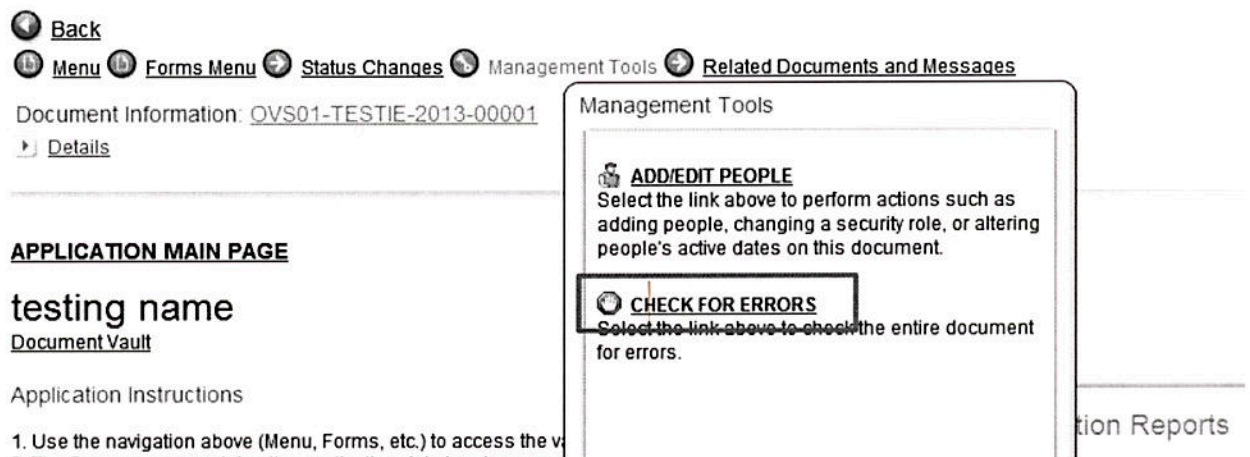 Back
Menu Forms Menu Status Changes Management Tools Related Documents and Messages
Document Information: OVS01-TESTIE-2013-00001
Details
APPLICATION MAIN PAGE
testing name
Document Vault
Application Instructions
1. Use the navigation above (Menu, Forms, etc.) to access the
Management Tools
ADD/EDIT PEOPLE
Select the link above to perform actions such as
adding people, changing a security role, or altering
people's active dates on this document.
CHECK FOR ERRORS
Select the link above to check the entire document
for errors.
Reports